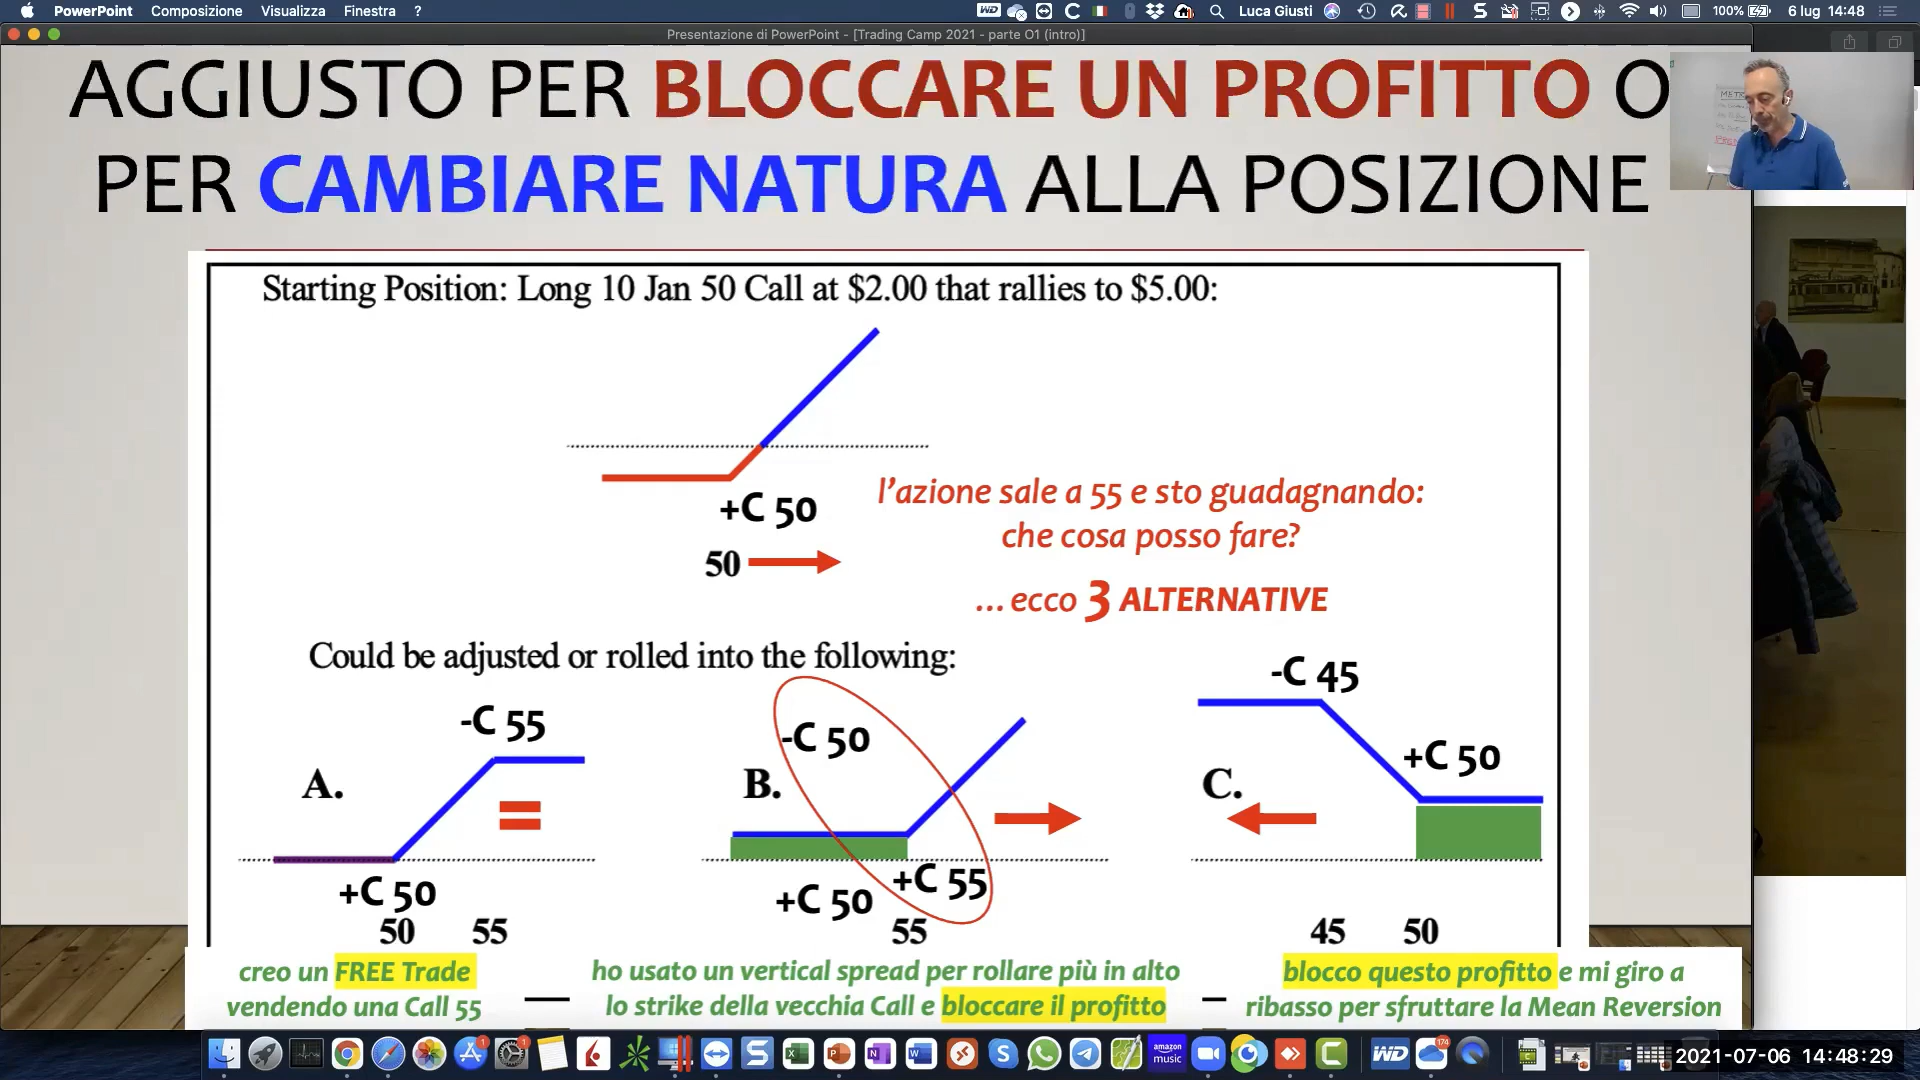 PowerPoint Composizione Visualizza Finestra ? Luca Giusti 100% 6 lug 14:48
Presentazione di PowerPoint - [Trading Camp 2021 - parte O1 (intro)]
AGGIUSTO PER BLOCCARE UN PROFITTO O
PER CAMBIARE NATURA ALLA POSIZIONE
Starting Position: Long 10 Jan 50 Call at $2.00 that rallies to $5.00:
+C 50
50
l'azione sale a 55 e sto guadagnando:
che cosa posso fare?
...ecco 3 ALTERNATIVE
Could be adjusted or rolled into the following:
A.
-C 55
=
+C 50
50 55
B.
-C 50
+C 50
+C 55
55
C.
-C 45
+C 50
45 50
creo un FREE Trade
vendendo una Call 55
ho usato un vertical spread per rollare più in alto
lo strike della vecchia Call e bloccare il profitto
blocco questo profitto e mi giro a
ribasso per sfruttare la Mean Reversion
amazon
music
WD
174
2021-07-06 14:48:29